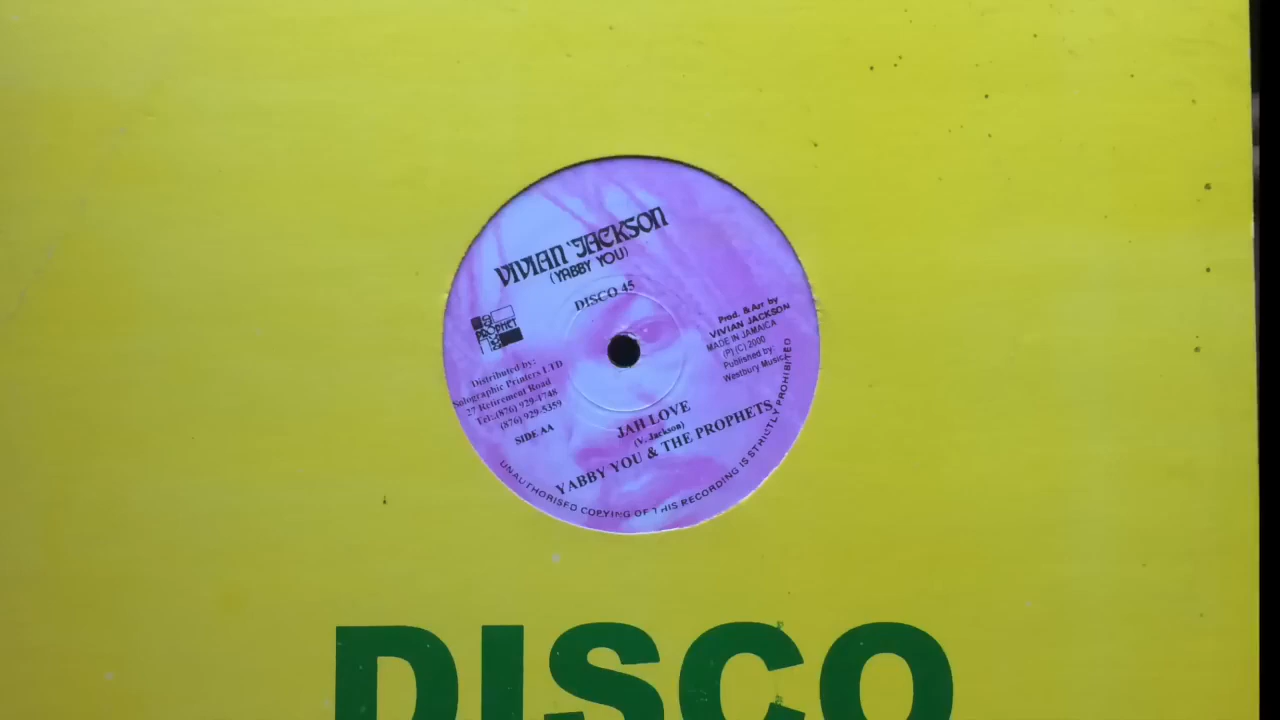 VIVIAN JACKSON
(YABBY YOU)
DISCO 45
PROPHET
Prod. & Arr by
VIVIAN JACKSON
MADE IN JAMAICA
(P) (C) 2000
Published by:
Westbury Music
Distributed by:
Solographic Printers LTD
27 Retirement Road
Tel:.(876) 929-1748
(876) 929-5359
SIDE AA
JAH LOVE
(V. Jackson)
YABBY YOU & THE PROPHETS
UNAUTHORISED COPYING OF THIS RECORDING IS STRICTLY PROHIBITED
DISCO